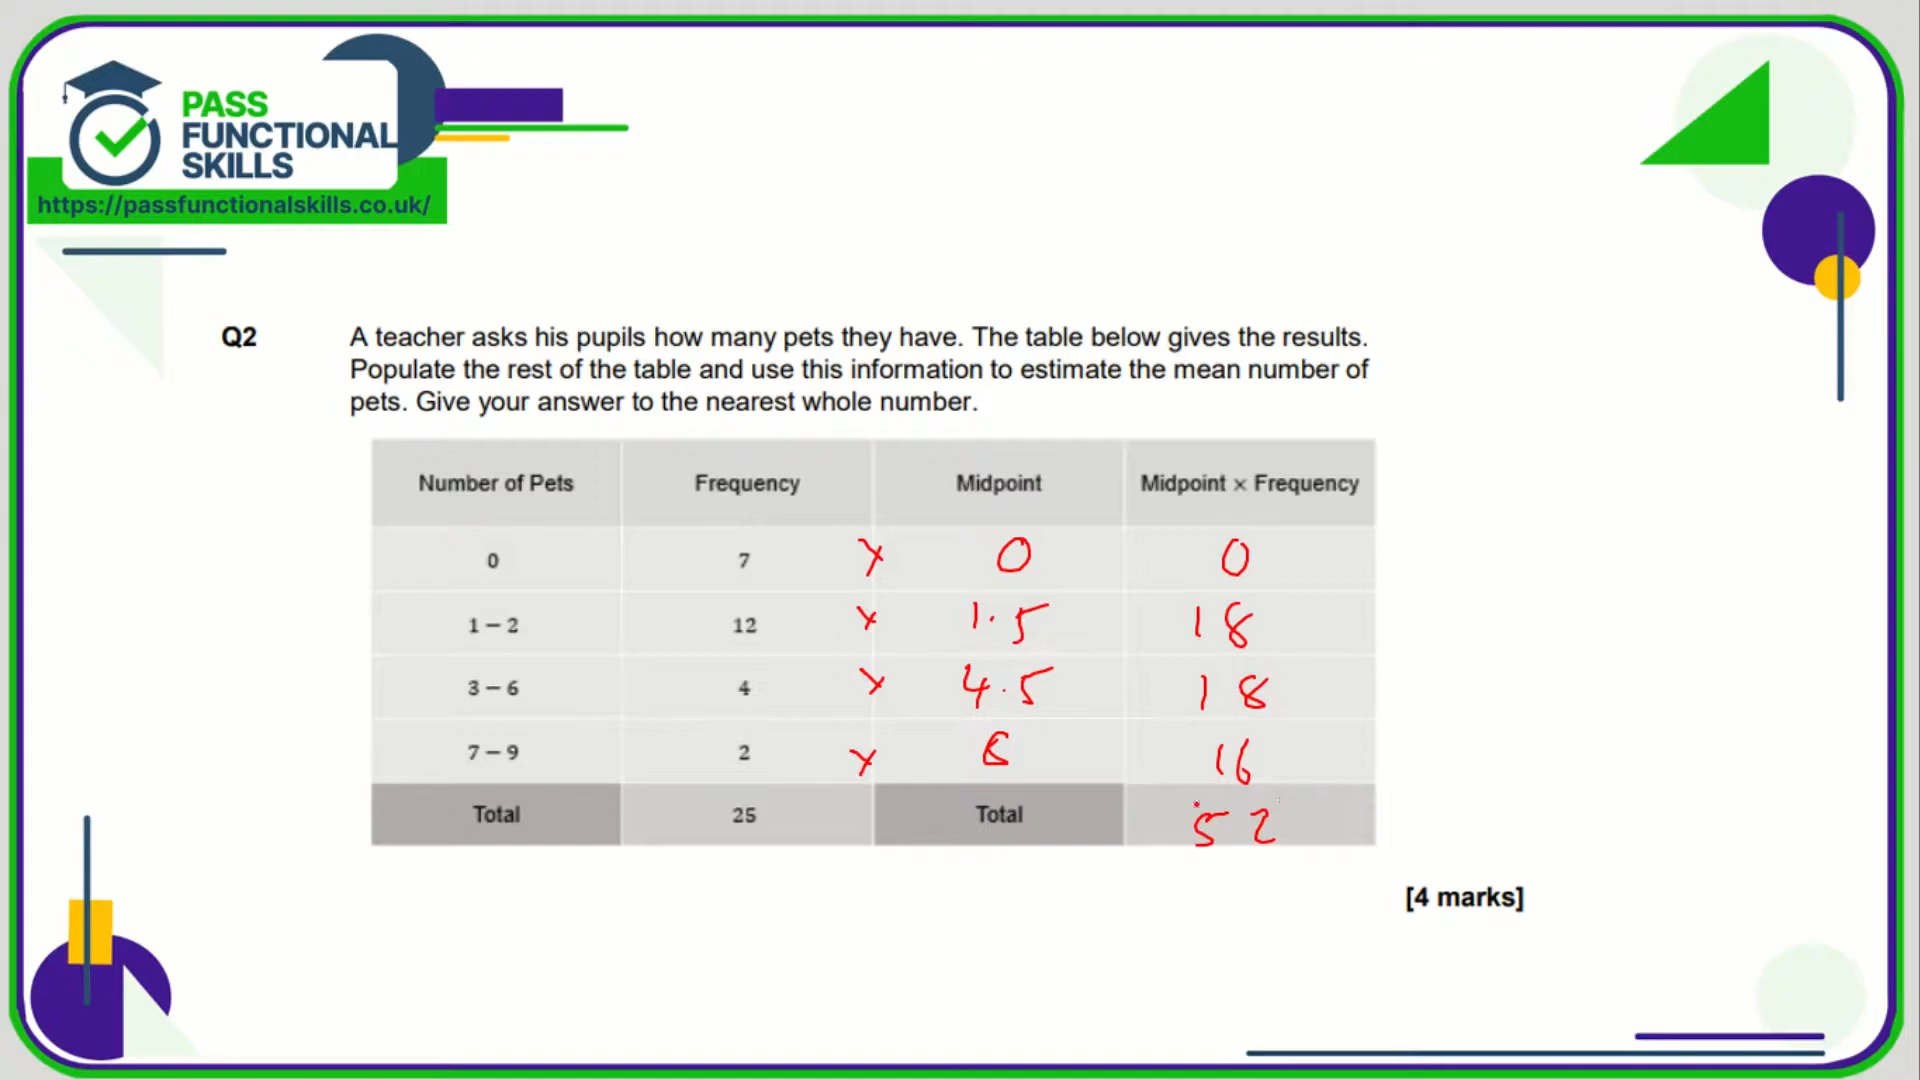 PASS
FUNCTIONAL
SKILLS
https://passfunctionalskills.co.uk/
Q2 A teacher asks his pupils how many pets they have. The table below gives the results.
Populate the rest of the table and use this information to estimate the mean number of
pets. Give your answer to the nearest whole number.
Number of Pets Frequency Midpoint Midpoint × Frequency
0 7 × 0 0
1 – 2 12 × 1.5 18
3 – 6 4 × 4.5 18
7 – 9 2 × 8 16
Total 25 Total 52
[4 marks]